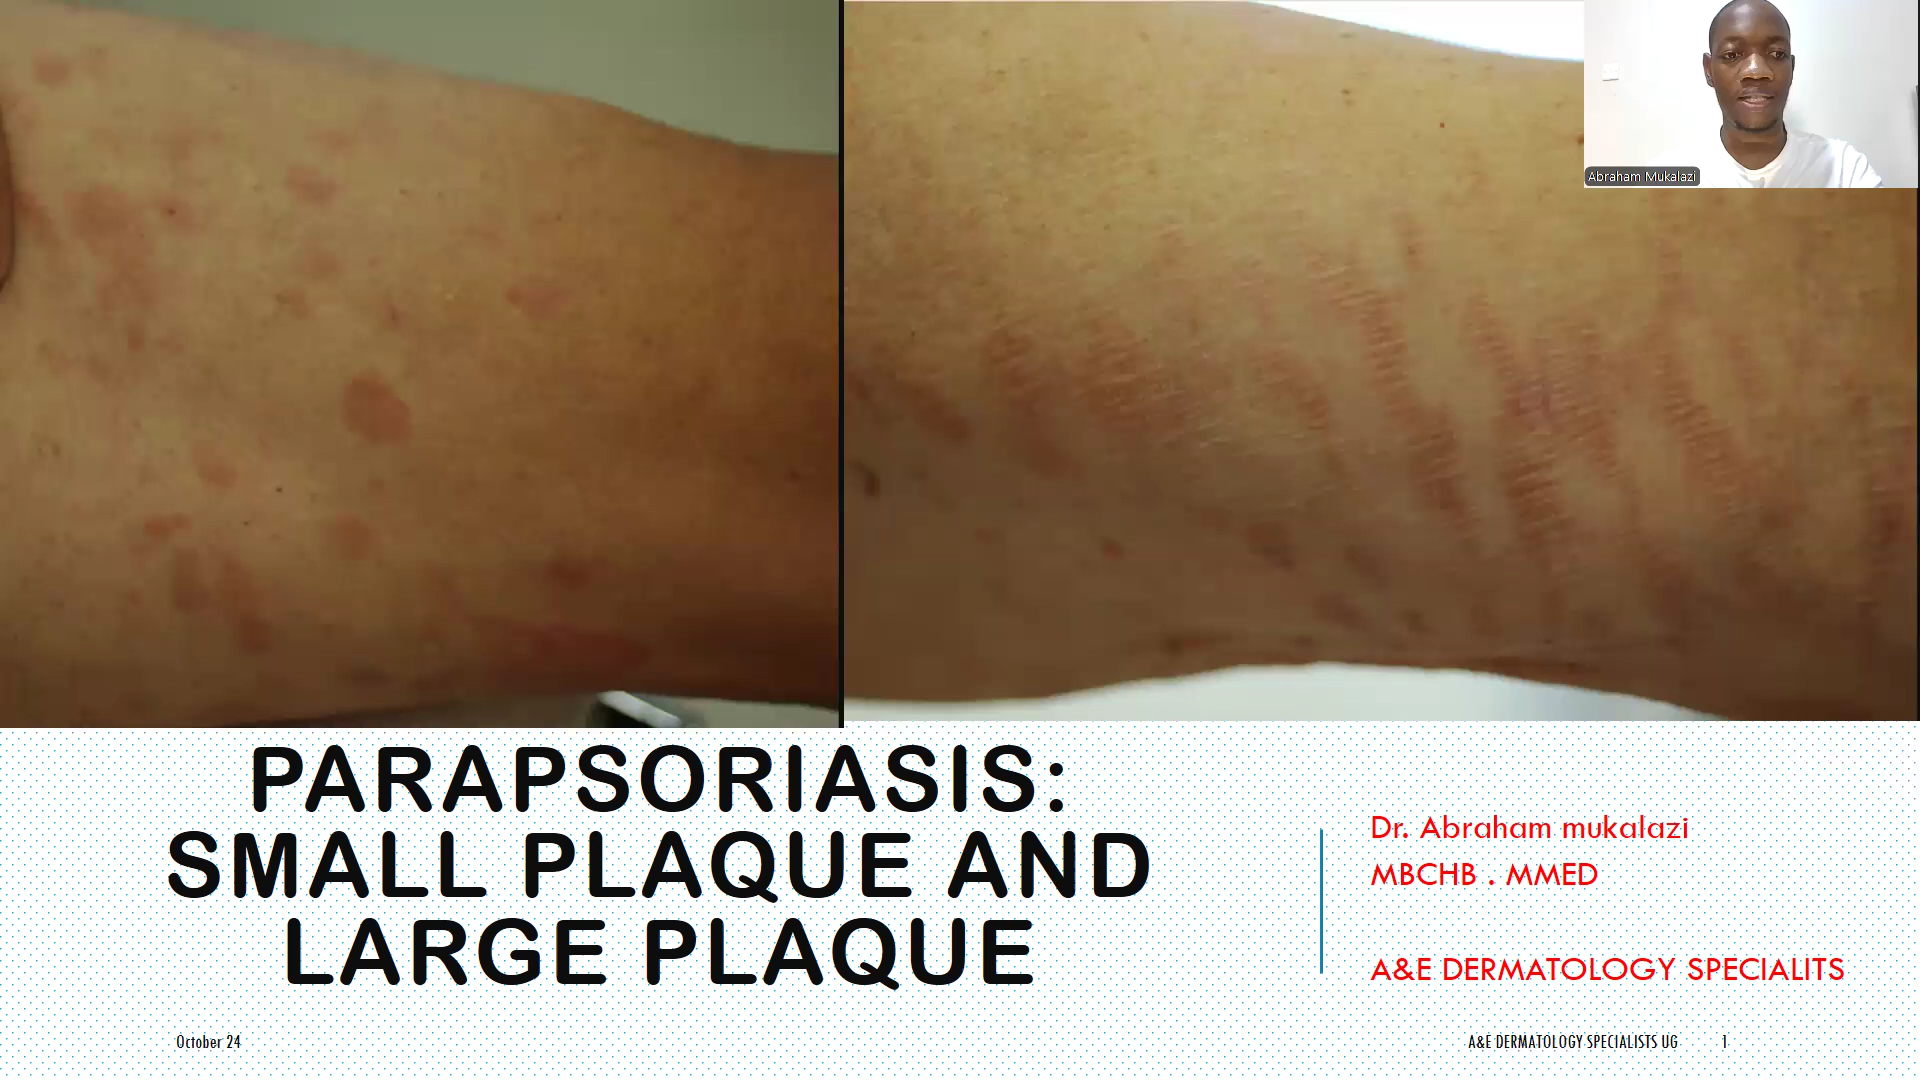 Abraham Mukalazi
PARAPSORIASIS:
SMALL PLAQUE AND
LARGE PLAQUE
Dr. Abraham mukalazi
MBCHB . MMED
A&E DERMATOLOGY SPECIALITS
October 24
A&E DERMATOLOGY SPECIALISTS UG
1